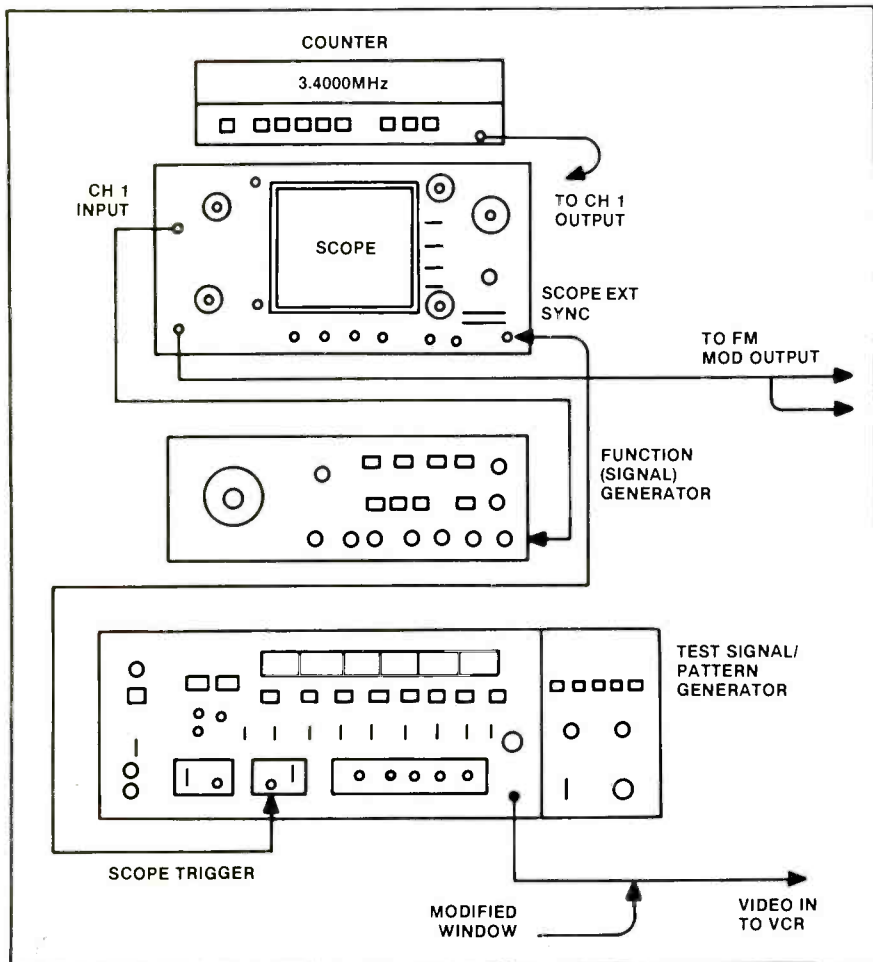 COUNTER
3.4000MHz
CH 1
INPUT
TO CH 1
OUTPUT
SCOPE
SCOPE EXT
SYNC
TO FM
MOD OUTPUT
FUNCTION
(SIGNAL)
GENERATOR
TEST SIGNAL/
PATTERN
GENERATOR
SCOPE TRIGGER
MODIFIED
WINDOW
VIDEO IN
TO VCR